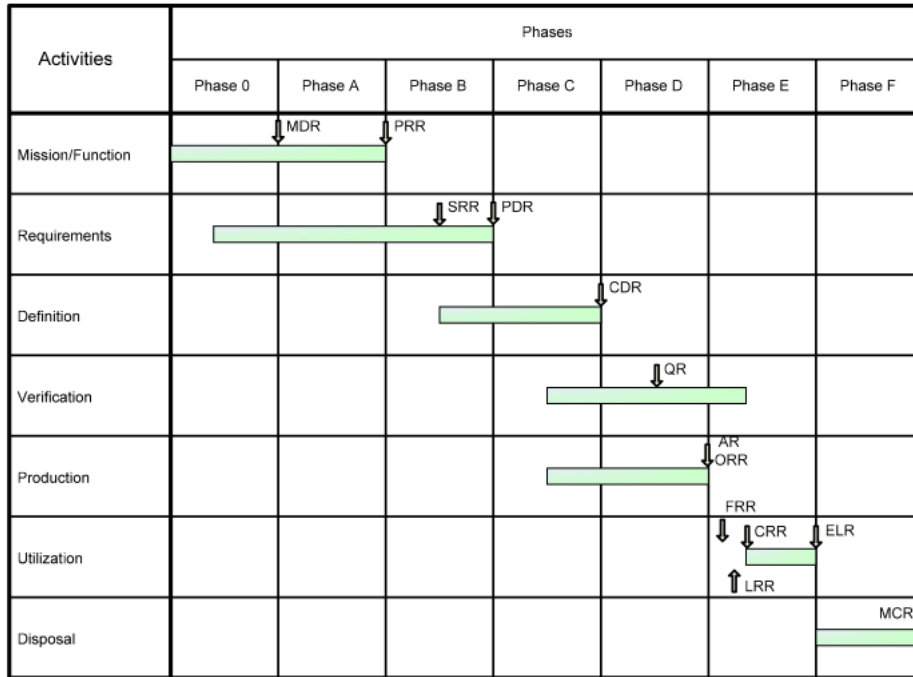 Activities
Phases
Phase 0
Phase A
Phase B
Phase C
Phase D
Phase E
Phase F
Mission/Function
MDR
PRR
Requirements
SRR
PDR
Definition
CDR
Verification
QR
Production
AR
ORR
Utilization
FRR
CRR
ELR
LRR
Disposal
MCR